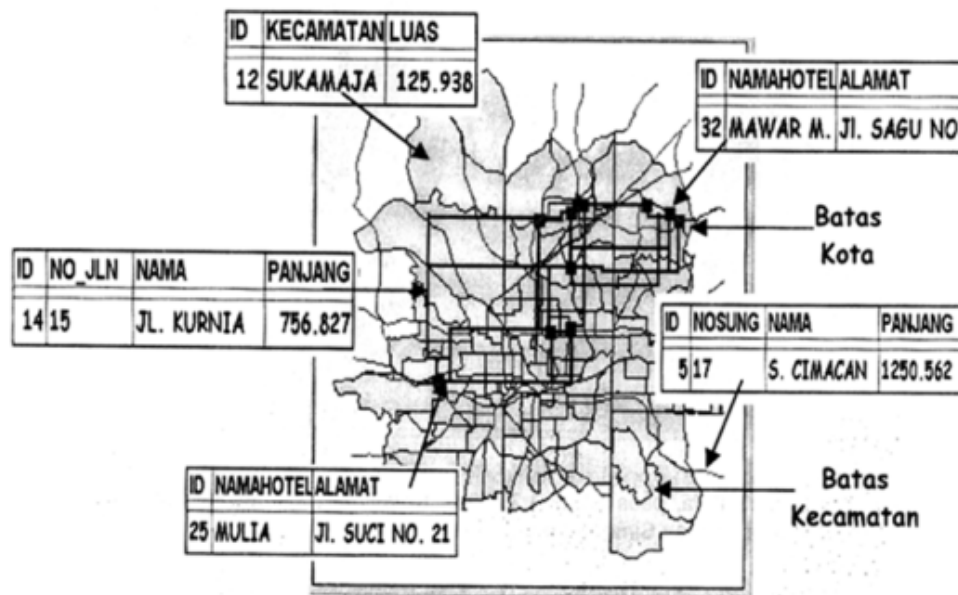 ID KECAMATAN LUAS
12 SUKAMAJA 125.938
ID NAMAHOTEL ALAMAT
32 MAWAR M. Jl. SAGU NO
Batas
Kota
ID NO_JLN NAMA PANJANG
14 15 JL. KURNIA 756.827
ID NOSUNG NAMA PANJANG
5 17 S. CIMACAN 1250.562
ID NAMAHOTEL ALAMAT
25 MULIA Jl. SUCI NO. 21
Batas
Kecamatan